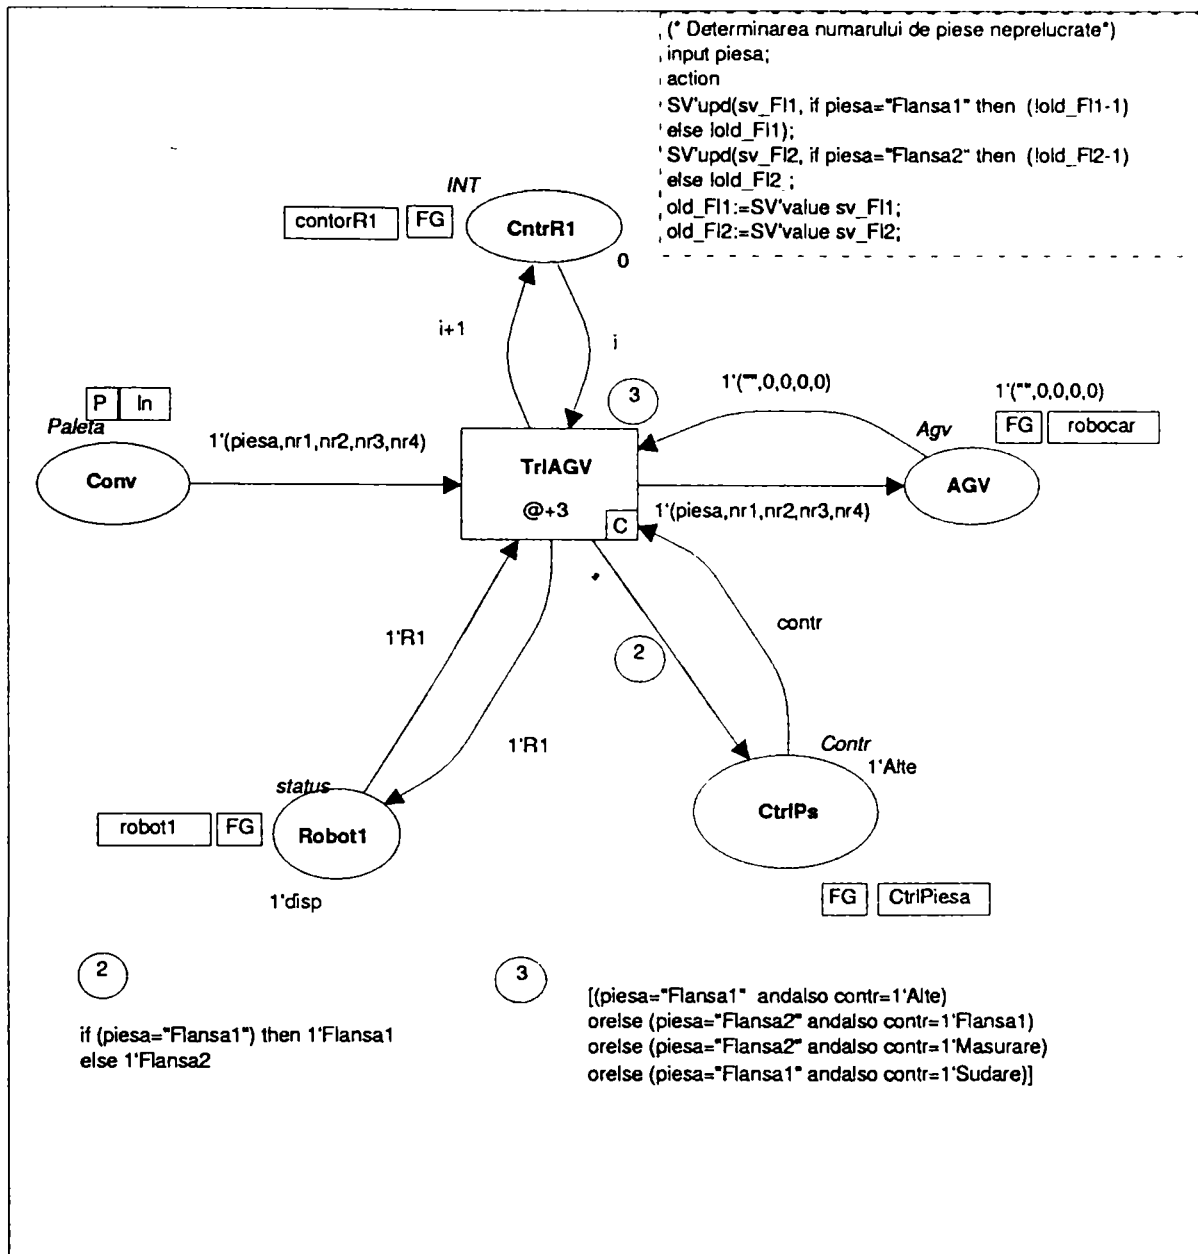 (* Determinarea numarului de piese neprelucrate*)
input piesa;
action
SV'upd(sv_Fl1, if piesa="Flansa1" then (!old_Fl1-1)
else !old_Fl1);
SV'upd(sv_Fl2, if piesa="Flansa2" then (!old_Fl2-1)
else !old_Fl2 ;
old_Fl1:=SV'value sv_Fl1;
old_Fl2:=SV'value sv_Fl2;
INT
contorR1 FG CntrR1
0
i+1
i
3
1'("",0,0,0,0)
1'("",0,0,0,0)
P In
Paleta
Conv
1'(piesa,nr1,nr2,nr3,nr4)
TrlAGV
@+3
C
Agv
FG robocar
AGV
1'(piesa,nr1,nr2,nr3,nr4)
1'R1
2
contr
1'R1
status
robot1 FG Robot1
1'disp
Contr
1'Alte
CtrlPs
FG CtrlPiesa
2
if (piesa="Flansa1") then 1'Flansa1
else 1'Flansa2
3
[(piesa="Flansa1" andalso contr=1'Alte)
orelse (piesa="Flansa2" andalso contr=1'Flansa1)
orelse (piesa="Flansa2" andalso contr=1'Masurare)
orelse (piesa="Flansa1" andalso contr=1'Sudare)]